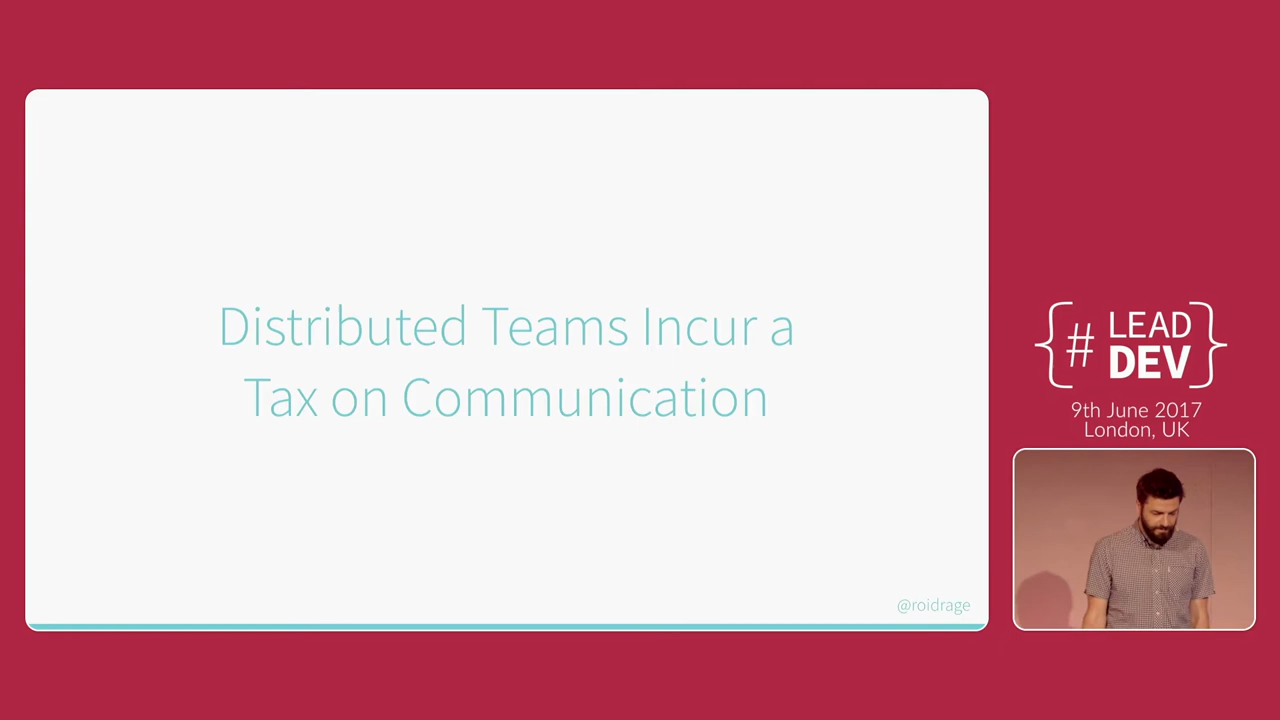 Distributed Teams Incur a
Tax on Communication
@roidrage
{# LEAD
DEV}
9th June 2017
London, UK